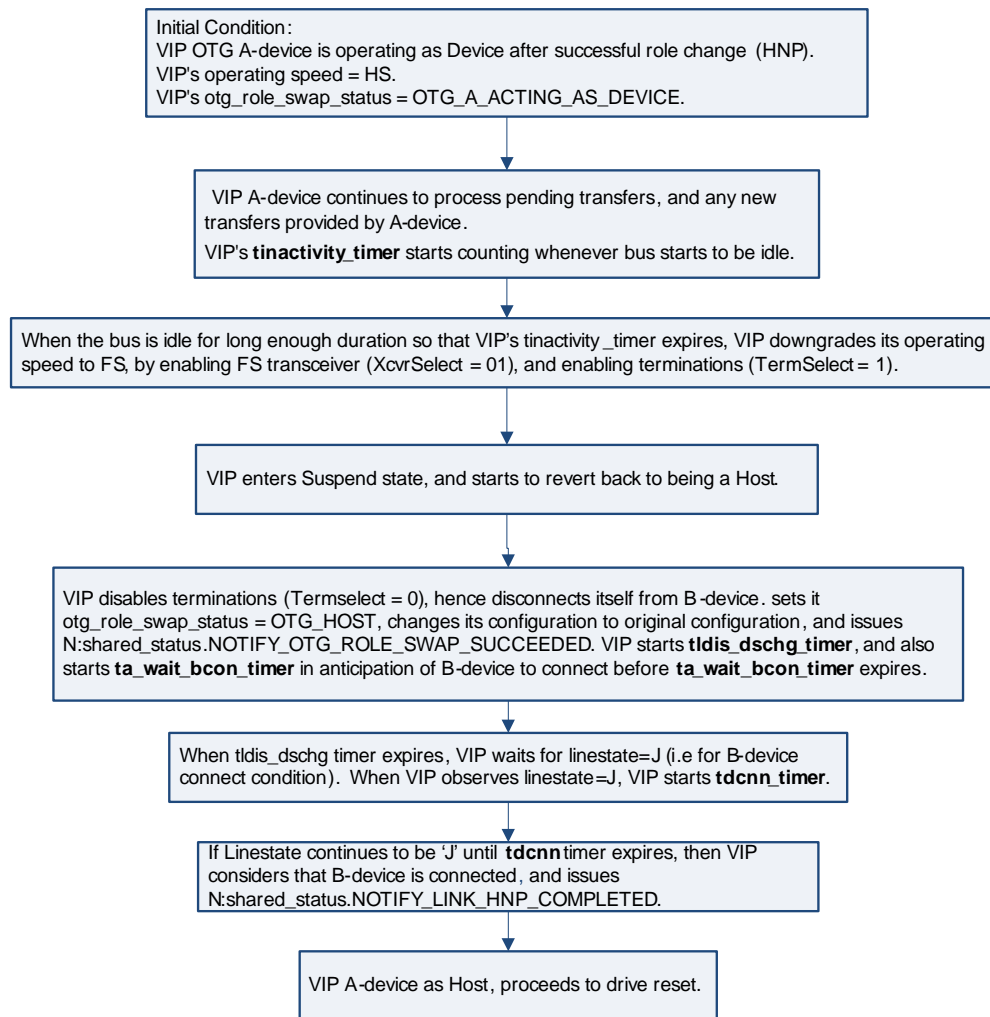 Initial Condition:
VIP OTG A-device is operating as Device after successful role change (HNP).
VIP's operating speed = HS.
VIP's otg_role_swap_status = OTG_A_ACTING_AS_DEVICE.
VIP A-device continues to process pending transfers, and any new
transfers provided by A-device.
VIP's tinactivity_timer starts counting whenever bus starts to be idle.
When the bus is idle for long enough duration so that VIP's tinactivity_timer expires, VIP downgrades its operating
speed to FS, by enabling FS transceiver (XcvrSelect = 01), and enabling terminations (TermSelect = 1).
VIP enters Suspend state, and starts to revert back to being a Host.
VIP disables terminations (Termselect = 0), hence disconnects itself from B-device. sets it
otg_role_swap_status = OTG_HOST, changes its configuration to original configuration, and issues
N:shared_status.NOTIFY_OTG_ROLE_SWAP_SUCCEEDED. VIP starts tldis_dschg_timer, and also
starts ta_wait_bcon_timer in anticipation of B-device to connect before ta_wait_bcon_timer expires.
When tldis_dschg timer expires, VIP waits for linestate=J (i.e for B-device
connect condition). When VIP observes linestate=J, VIP starts tdcnn_timer.
If Linestate continues to be ‘J’ until tdcnn timer expires, then VIP
considers that B-device is connected, and issues
N:shared_status.NOTIFY_LINK_HNP_COMPLETED.
VIP A-device as Host, proceeds to drive reset.